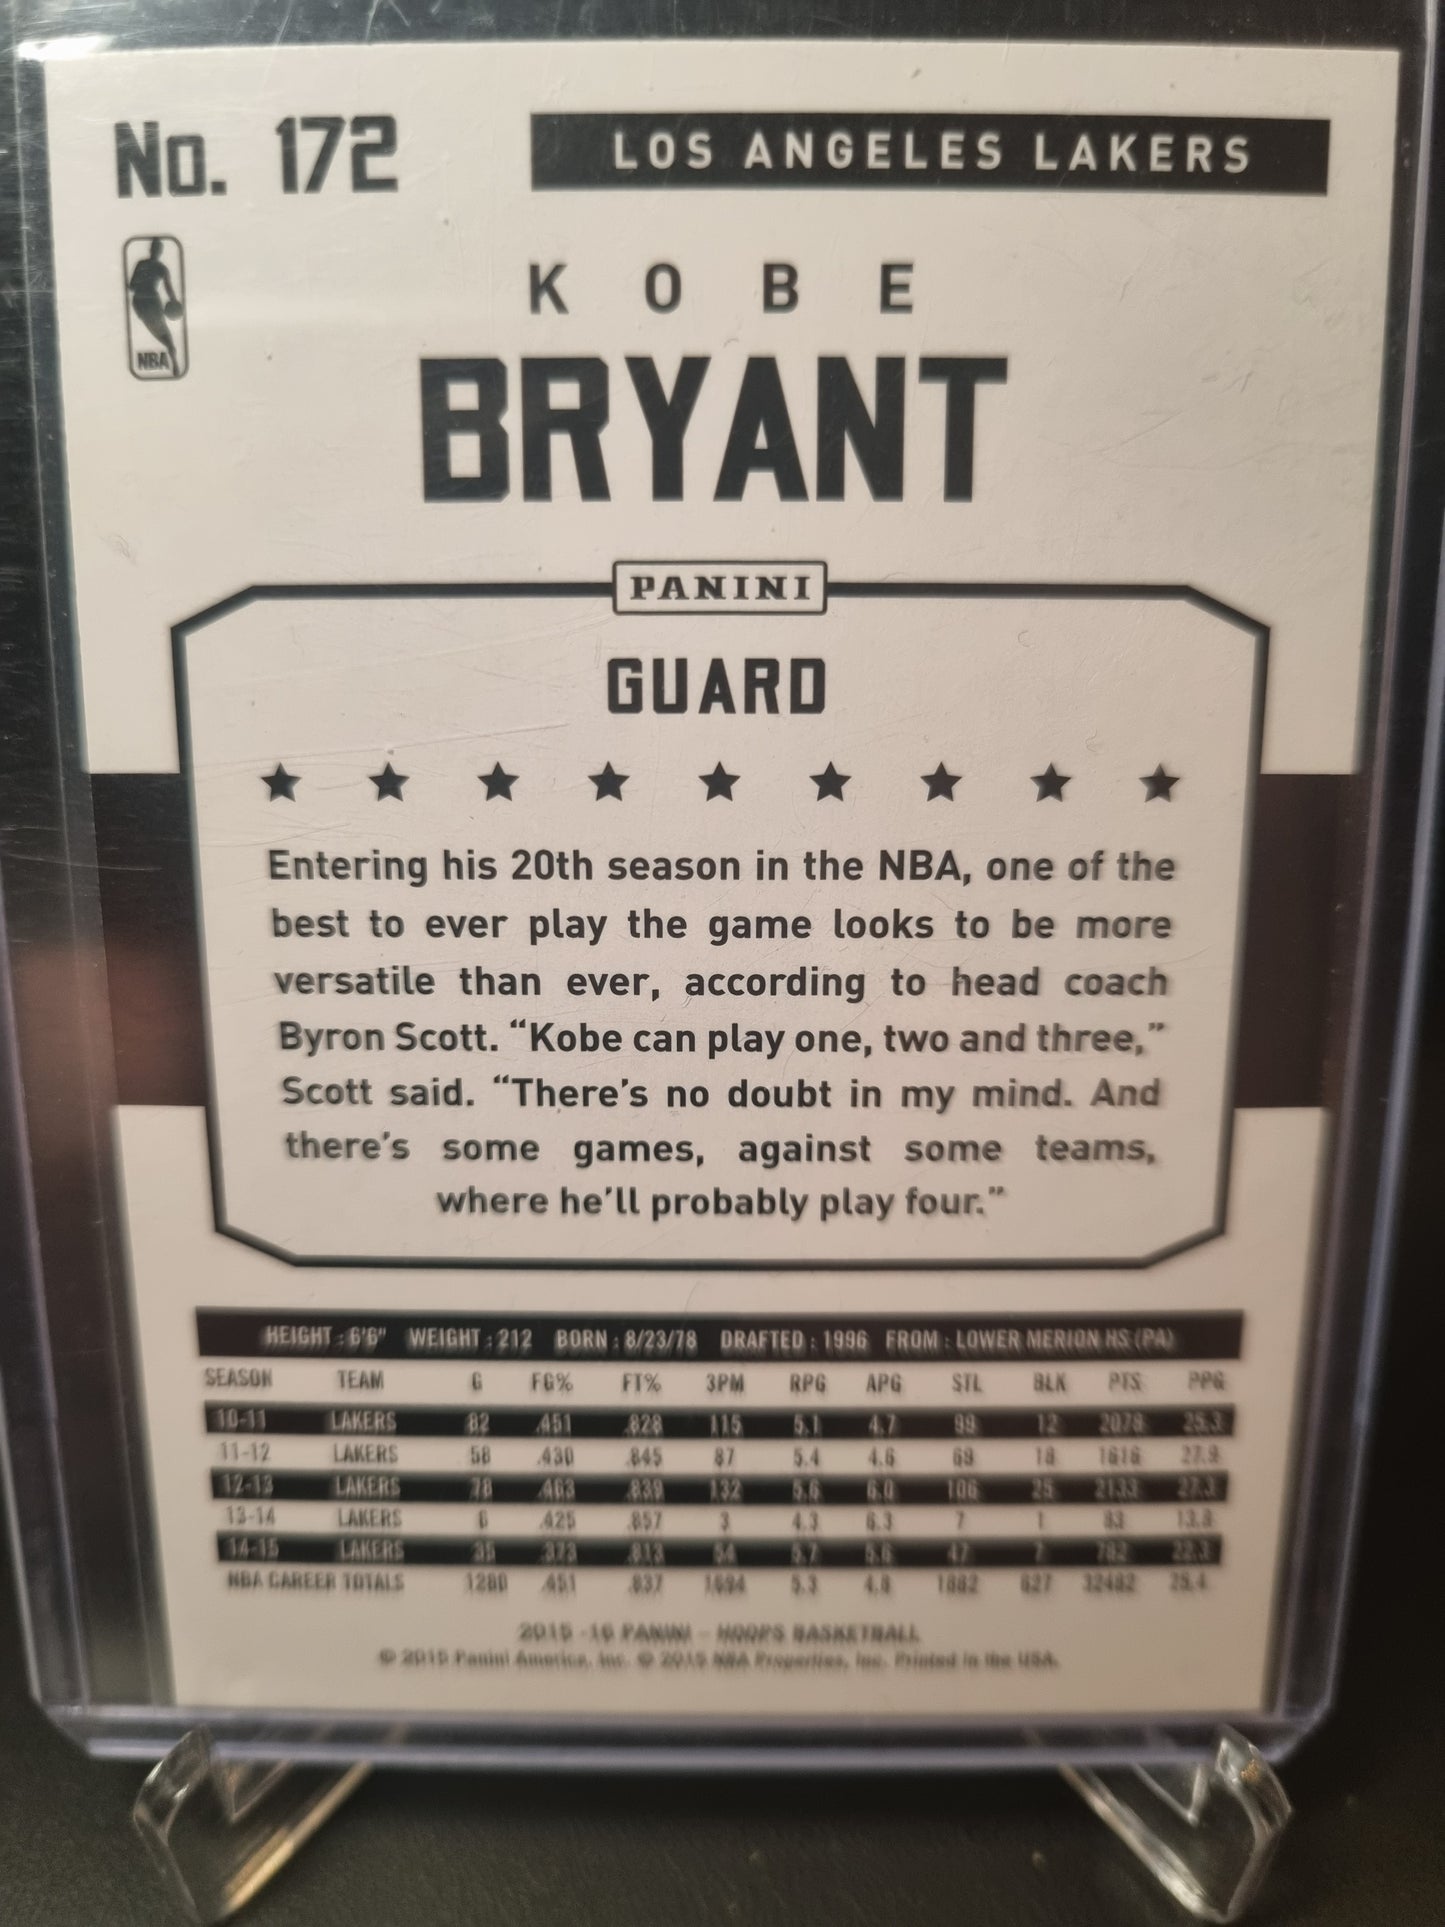 No. 172
LOS ANGELES LAKERS
NBA
KOBE
BRYANT
PANINI
GUARD
Entering his 20th season in the NBA, one of the
best to ever play the game looks to be more
versatile than ever, according to head coach
Byron Scott. “Kobe can play one, two and three,”
Scott said. “There’s no doubt in my mind. And
there’s some games, against some teams,
where he’ll probably play four.”
HEIGHT : 6'6" WEIGHT : 212 BORN : 8/23/78 DRAFTED : 1996 FROM : LOWER MERION HS (PA)
SEASON TEAM G FG% FT% 3PM RPG APG STL BLK PTS PPG
10-11 LAKERS 82 .451 .828 115 5.1 4.7 99 12 2078 25.3
11-12 LAKERS 58 .430 .845 87 5.4 4.6 69 18 1616 27.9
12-13 LAKERS 78 .463 .839 132 5.6 6.0 106 25 2133 27.3
13-14 LAKERS 6 .425 .857 3 4.3 6.3 7 1 83 13.8
14-15 LAKERS 35 .373 .813 54 5.7 5.6 47 7 782 22.3
NBA CAREER TOTALS 1280 .451 .837 1694 5.3 4.8 1882 627 32482 25.4
2015-16 PANINI - HOOPS BASKETBALL
© 2015 Panini America, Inc. © 2015 NBA Properties, Inc. Printed in the USA.